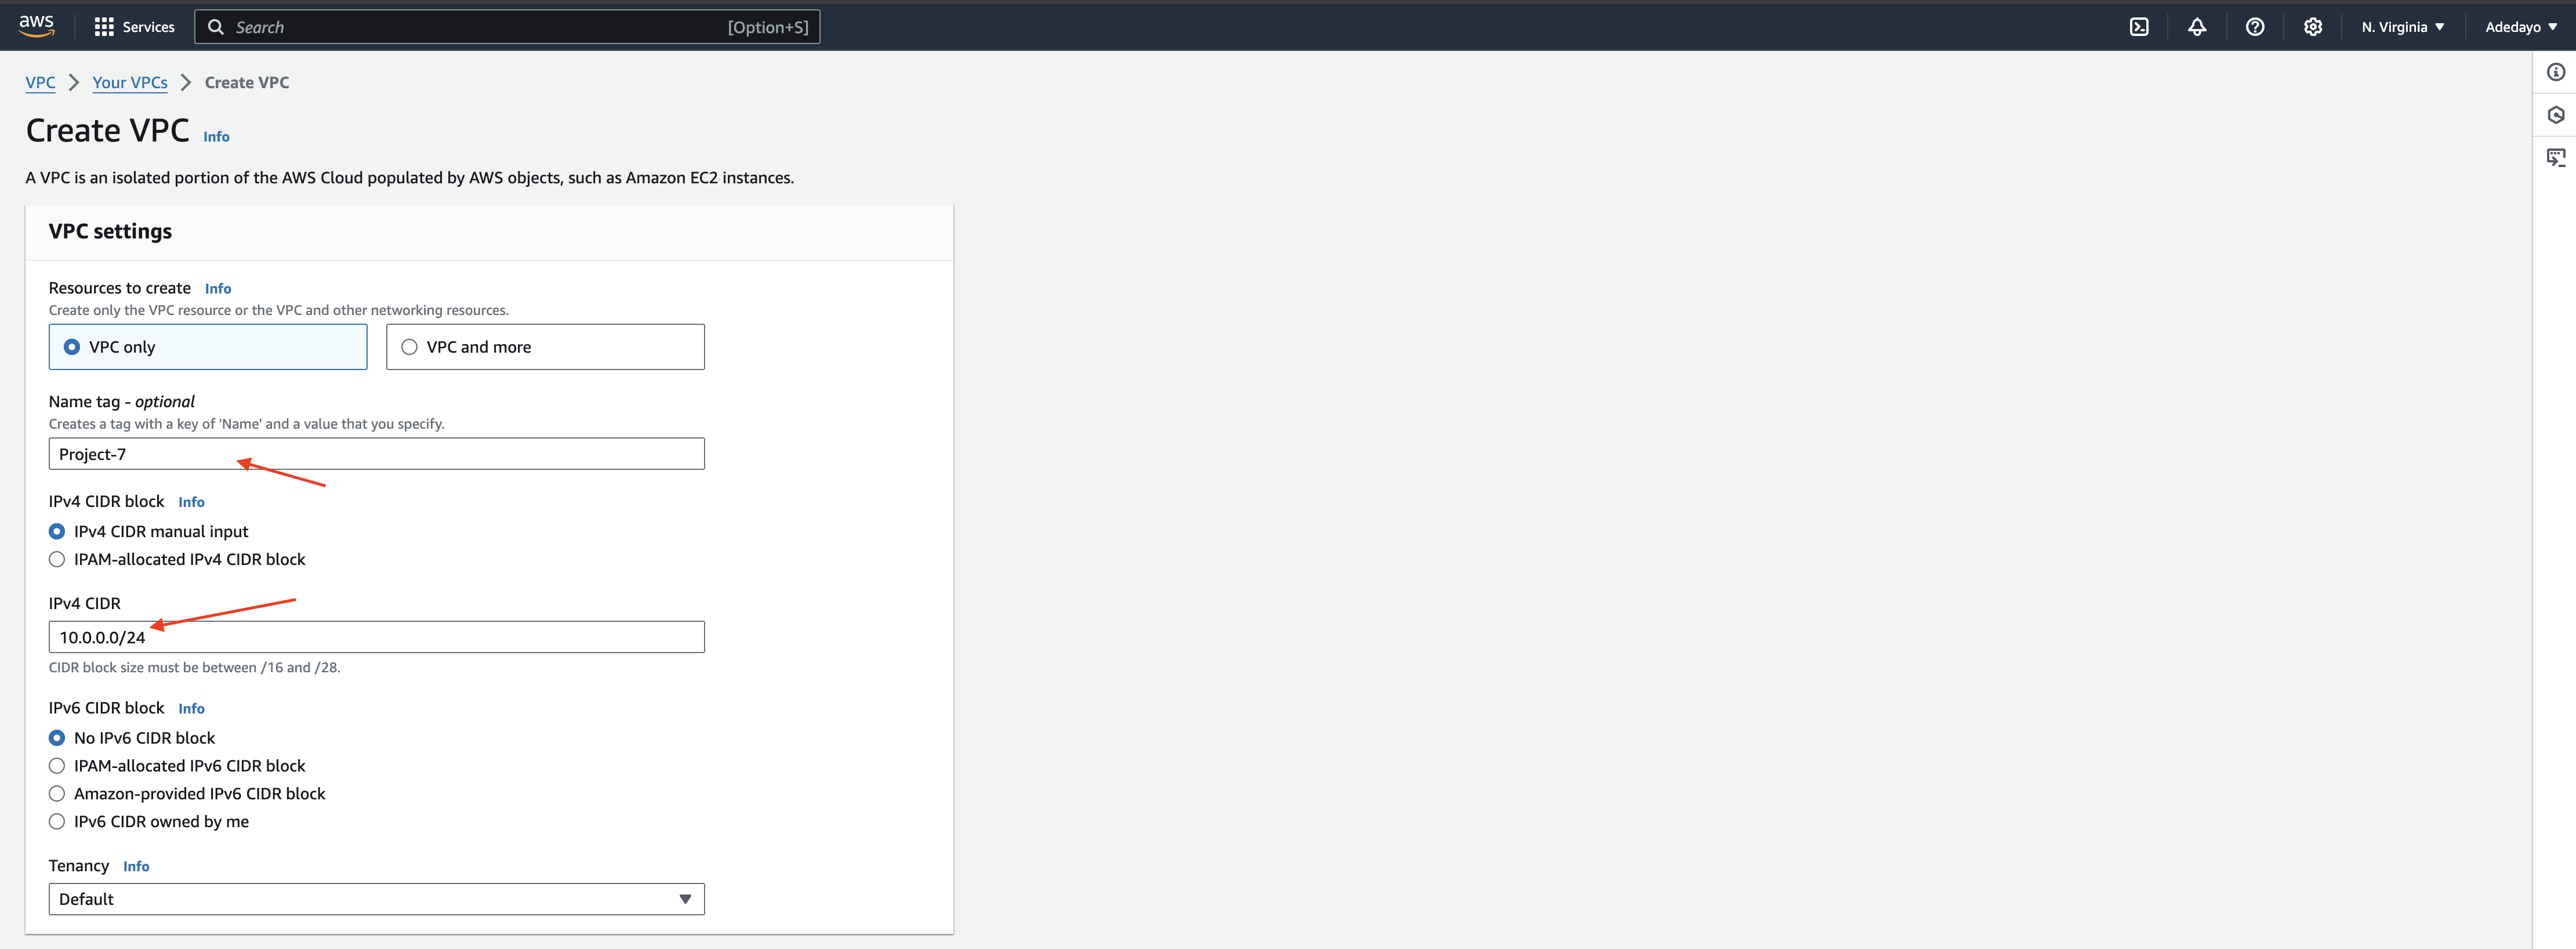 aws
Services
Search [Option+S]
N. Virginia
Adedayo
VPC Your VPCs Create VPC
Create VPC Info
A VPC is an isolated portion of the AWS Cloud populated by AWS objects, such as Amazon EC2 instances.
VPC settings
Resources to create Info
Create only the VPC resource or the VPC and other networking resources.
VPC only
VPC and more
Name tag - optional
Creates a tag with a key of 'Name' and a value that you specify.
Project-7
IPv4 CIDR block Info
IPv4 CIDR manual input
IPAM-allocated IPv4 CIDR block
IPv4 CIDR
10.0.0.0/24
CIDR block size must be between /16 and /28.
IPv6 CIDR block Info
No IPv6 CIDR block
IPAM-allocated IPv6 CIDR block
Amazon-provided IPv6 CIDR block
IPv6 CIDR owned by me
Tenancy Info
Default